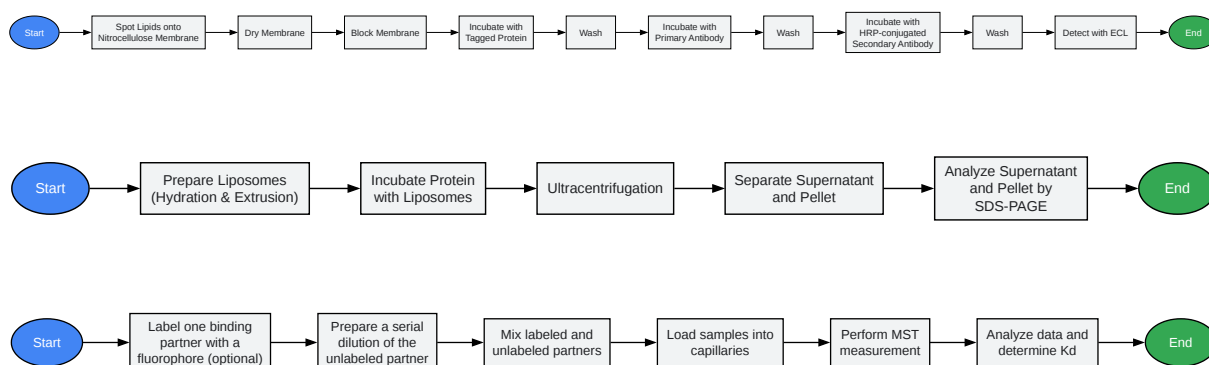 Start
Spot Lipids onto
Nitrocellulose Membrane
Dry Membrane
Block Membrane
Incubate with
Tagged Protein
Wash
Incubate with
Primary Antibody
Wash
Incubate with
HRP-conjugated
Secondary Antibody
Wash
Detect with ECL
End
Start
Prepare Liposomes
(Hydration & Extrusion)
Incubate Protein
with Liposomes
Ultracentrifugation
Separate Supernatant
and Pellet
Analyze Supernatant
and Pellet by
SDS-PAGE
End
Start
Label one binding
partner with a
fluorophore (optional)
Prepare a serial
dilution of the
unlabeled partner
Mix labeled and
unlabeled partners
Load samples into
capillaries
Perform MST
measurement
Analyze data and
determine Kd
End